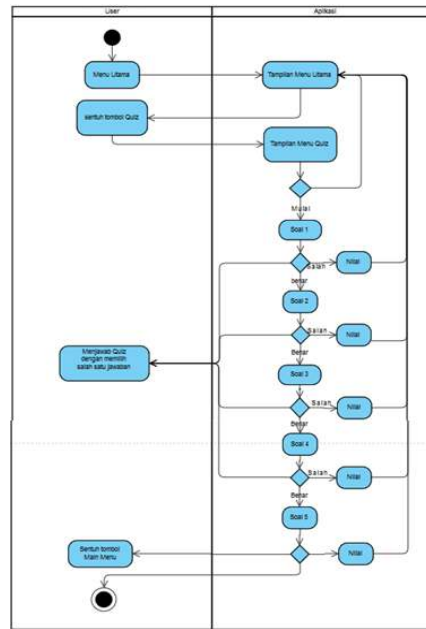 User
Aplikasi
Menu Utama
Tampilan Menu Utama
sentuh tombol Quiz
Tampilan Menu Quiz
Mulai
Soal 1
Salah
Nilai
benar
Soal 2
Salah
Nilai
Benar
Menjawab Quiz
dengan memilih
salah satu jawaban
Soal 3
Salah
Nilai
Benar
Soal 4
Salah
Nilai
Benar
Soal 5
Sentuh tombol
Main Menu
Nilai